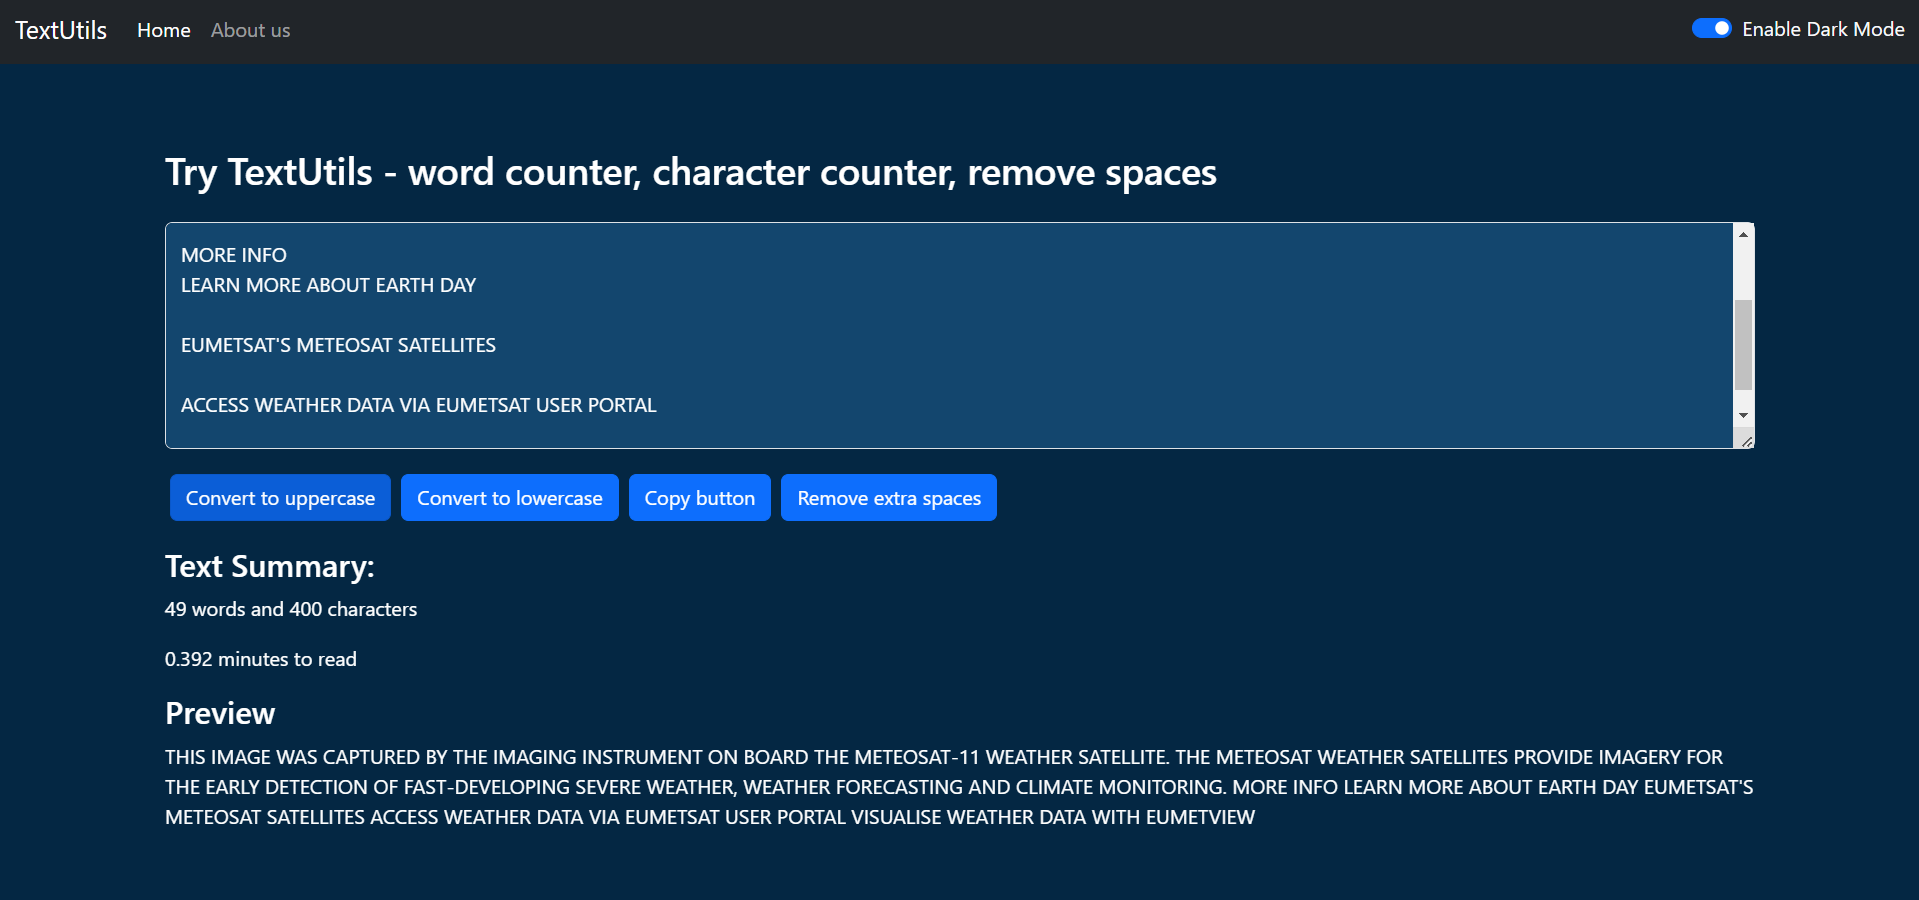 TextUtils Home About us Enable Dark Mode
Try TextUtils - word counter, character counter, remove spaces
MORE INFO
LEARN MORE ABOUT EARTH DAY
EUMETSAT'S METEOSAT SATELLITES
ACCESS WEATHER DATA VIA EUMETSAT USER PORTAL
Convert to uppercase Convert to lowercase Copy button Remove extra spaces
Text Summary:
49 words and 400 characters
0.392 minutes to read
Preview
THIS IMAGE WAS CAPTURED BY THE IMAGING INSTRUMENT ON BOARD THE METEOSAT-11 WEATHER SATELLITE. THE METEOSAT WEATHER SATELLITES PROVIDE IMAGERY FOR
THE EARLY DETECTION OF FAST-DEVELOPING SEVERE WEATHER, WEATHER FORECASTING AND CLIMATE MONITORING. MORE INFO LEARN MORE ABOUT EARTH DAY EUMETSAT'S
METEOSAT SATELLITES ACCESS WEATHER DATA VIA EUMETSAT USER PORTAL VISUALISE WEATHER DATA WITH EUMETVIEW